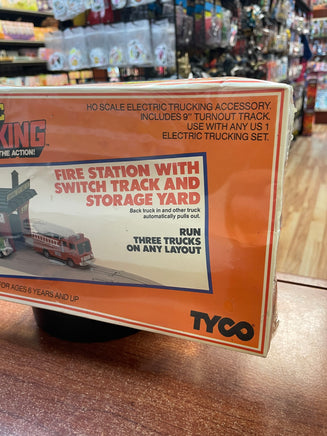 HO SCALE ELECTRIC TRUCKING ACCESSORY.
INCLUDES 9" TURNOUT TRACK.
USE WITH ANY US 1
ELECTRIC TRUCKING SET.
KING
THE ACTION!
FIRE STATION WITH
SWITCH TRACK AND
STORAGE YARD
Back truck in and other truck
automatically pulls out.
RUN
THREE TRUCKS
ON ANY LAYOUT
FOR AGES 8 YEARS AND UP
TYCO